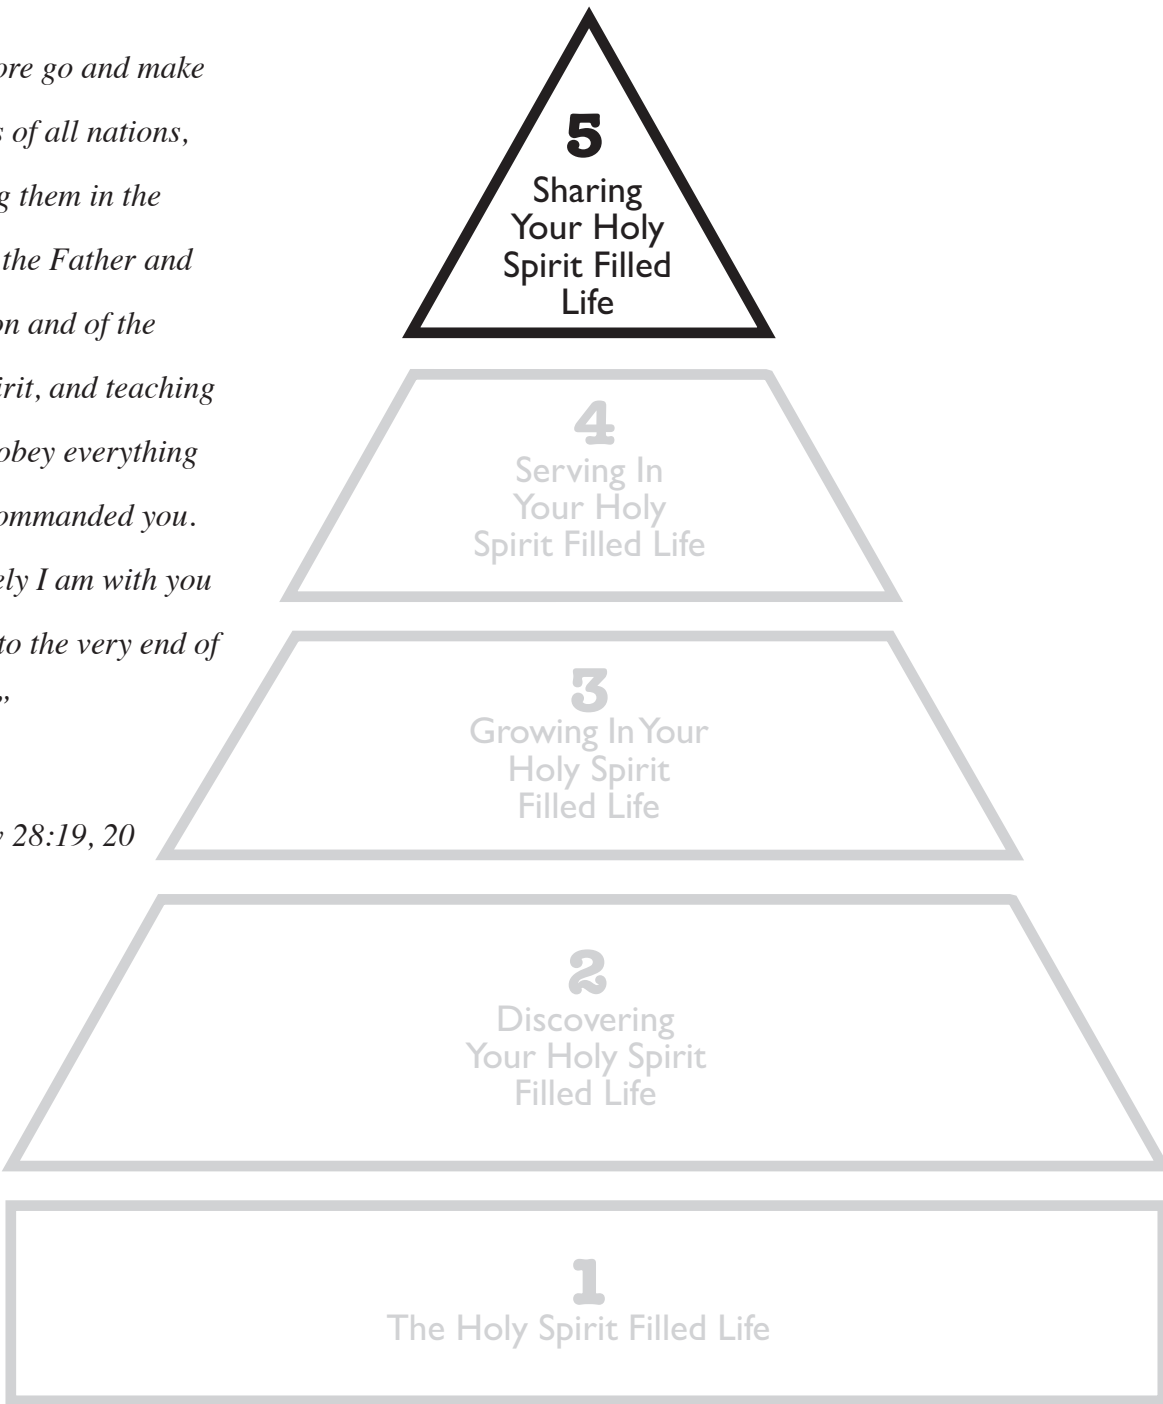 ore go and make
s of all nations,
g them in the
the Father and
on and of the
irit, and teaching
obey everything
ommanded you.
ely I am with you
to the very end of
”
y 28:19, 20
5
Sharing
Your Holy
Spirit Filled
Life
4
Serving In
Your Holy
Spirit Filled Life
3
Growing In Your
Holy Spirit
Filled Life
2
Discovering
Your Holy Spirit
Filled Life
1
The Holy Spirit Filled Life